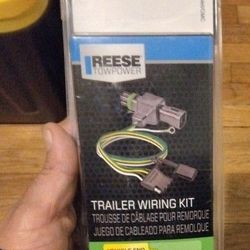 REESE
TOWPOWER
TRAILER WIRING KIT
TROUSSE DE CÂBLAGE POUR REMORQUE
JUEGO DE CABLEADO PARA REMOLQUE